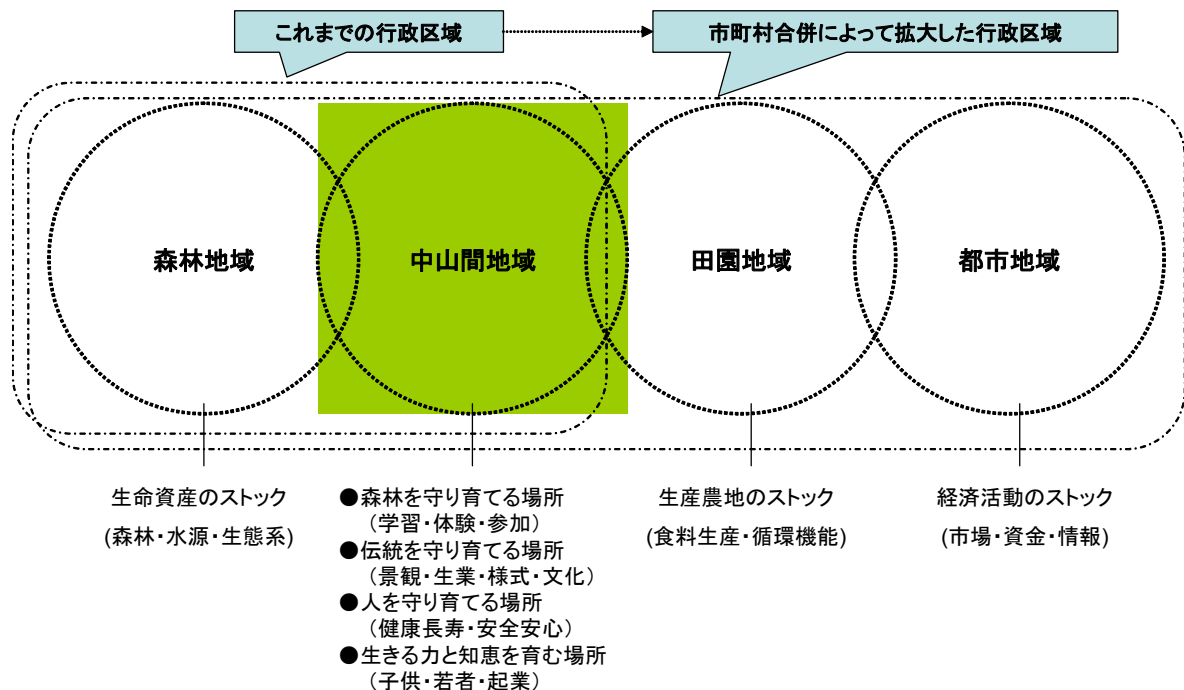 これまでの行政区域
市町村合併によって拡大した行政区域
森林地域
中山間地域
田園地域
都市地域
生命資産のストック
(森林・水源・生態系)
●森林を守り育てる場所
（学習・体験・参加）
●伝統を守り育てる場所
（景観・生業・様式・文化）
●人を守り育てる場所
（健康長寿・安全安心）
●生きる力と知恵を育む場所
（子供・若者・起業）
生産農地のストック
(食料生産・循環機能)
経済活動のストック
(市場・資金・情報)